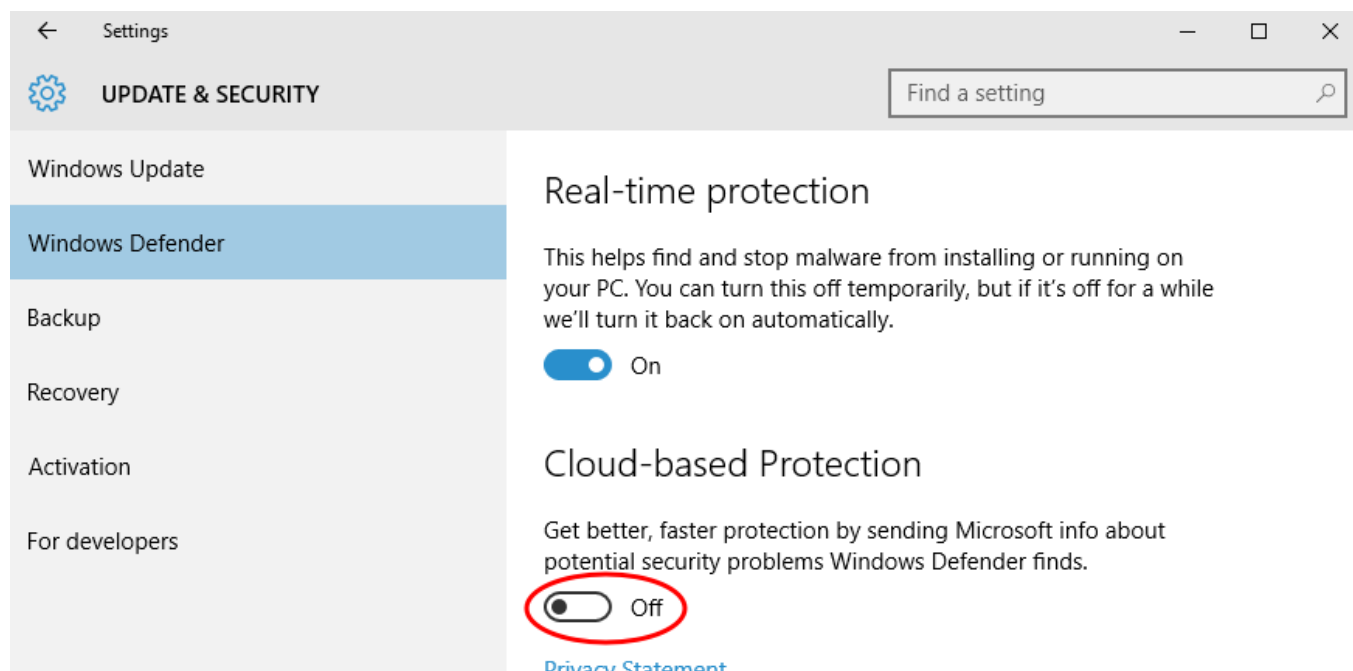 Settings
UPDATE & SECURITY
Find a setting
Windows Update
Windows Defender
Backup
Recovery
Activation
For developers
Real-time protection
This helps find and stop malware from installing or running on
your PC. You can turn this off temporarily, but if it's off for a while
we'll turn it back on automatically.
On
Cloud-based Protection
Get better, faster protection by sending Microsoft info about
potential security problems Windows Defender finds.
Off
Privacy Statement